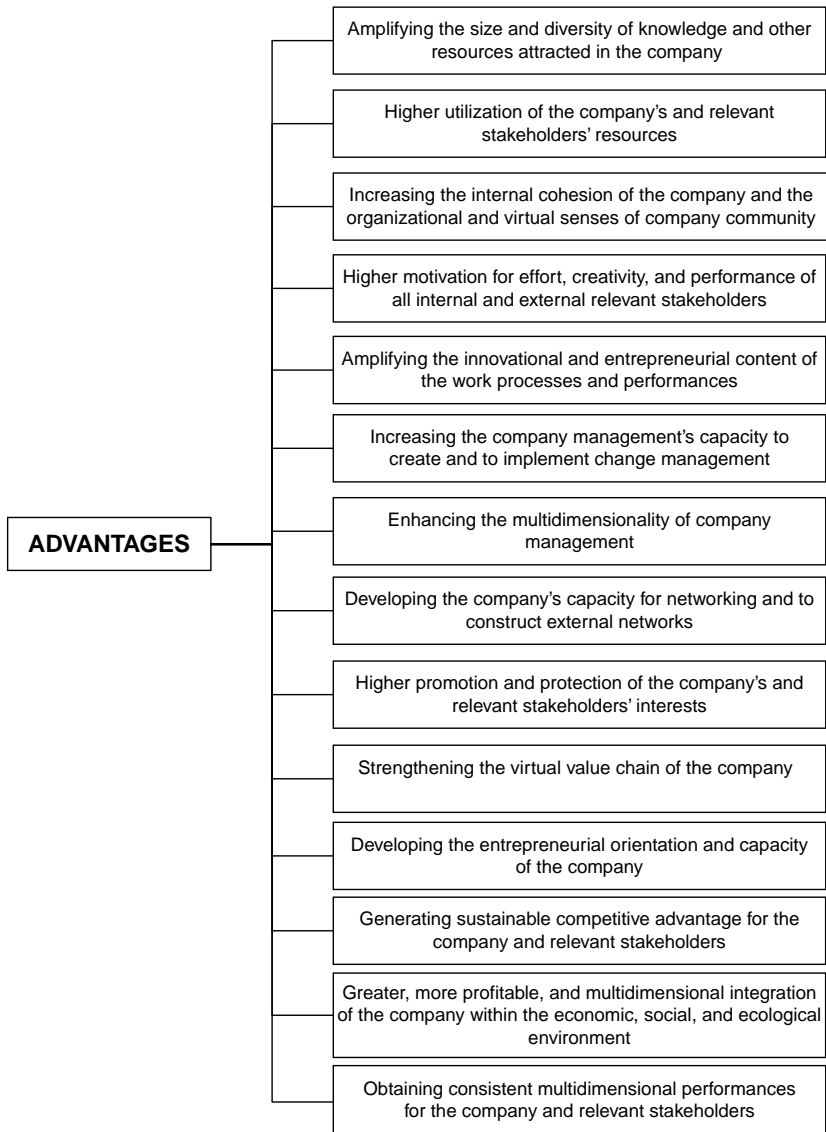 Amplifying the size and diversity of knowledge and other
resources attracted in the company
Higher utilization of the company’s and relevant
stakeholders’ resources
Increasing the internal cohesion of the company and the
organizational and virtual senses of company community
Higher motivation for effort, creativity, and performance of
all internal and external relevant stakeholders
Amplifying the innovational and entrepreneurial content of
the work processes and performances
Increasing the company management’s capacity to
create and to implement change management
ADVANTAGES
Enhancing the multidimensionality of company
management
Developing the company’s capacity for networking and to
construct external networks
Higher promotion and protection of the company’s and
relevant stakeholders’ interests
Strengthening the virtual value chain of the company
Developing the entrepreneurial orientation and capacity
of the company
Generating sustainable competitive advantage for the
company and relevant stakeholders
Greater, more profitable, and multidimensional integration
of the company within the economic, social, and ecological
environment
Obtaining consistent multidimensional performances
for the company and relevant stakeholders